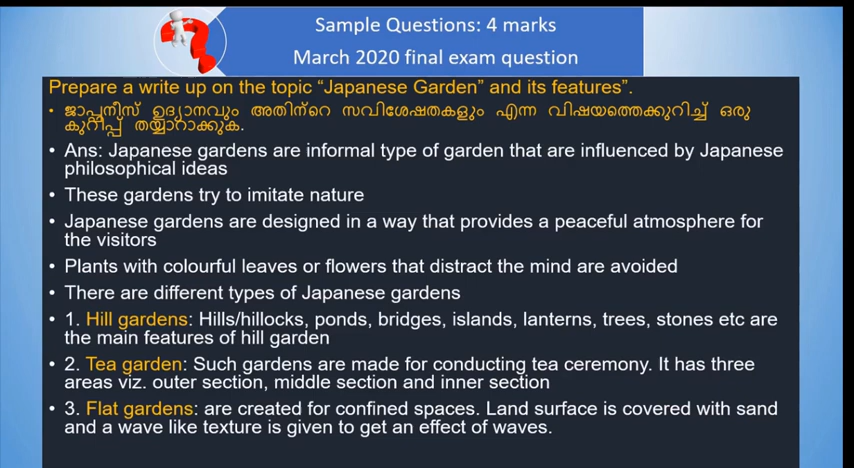 Sample Questions: 4 marks
March 2020 final exam question
Prepare a write up on the topic “Japanese Garden” and its features”.
• ജാപ്പനീസ് ഉദ്യാനവും അതിന്റെ സവിശേഷതകളും എന്ന വിഷയത്തെക്കുറിച്ച് ഒരു
കുറിപ്പ് തയ്യാറാക്കുക.
• Ans: Japanese gardens are informal type of garden that are influenced by Japanese
philosophical ideas
• These gardens try to imitate nature
• Japanese gardens are designed in a way that provides a peaceful atmosphere for
the visitors
• Plants with colourful leaves or flowers that distract the mind are avoided
• There are different types of Japanese gardens
• 1. Hill gardens: Hills/hillocks, ponds, bridges, islands, lanterns, trees, stones etc are
the main features of hill garden
• 2. Tea garden: Such gardens are made for conducting tea ceremony. It has three
areas viz. outer section, middle section and inner section
• 3. Flat gardens: are created for confined spaces. Land surface is covered with sand
and a wave like texture is given to get an effect of waves.